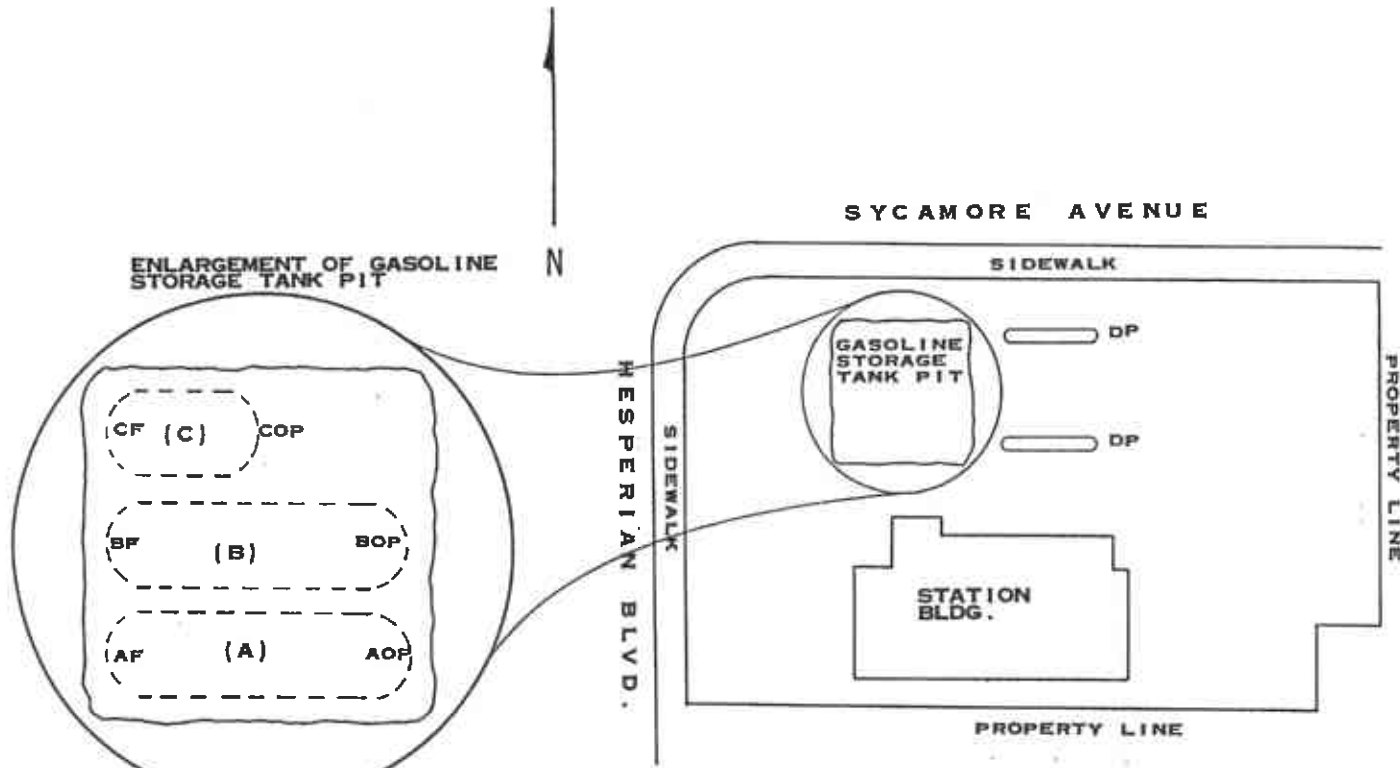 SYCAMORE AVENUE
N
ENLARGEMENT OF GASOLINE
STORAGE TANK PIT
SIDEWALK
GASOLINE
STORAGE
TANK PIT
DP
DP
HESPERIAN BLVD.
SIDEWALK
PROPERTY LINE
CF (C) COP
BF (B) BOP
AF (A) AOP
STATION
BLDG.
PROPERTY LINE